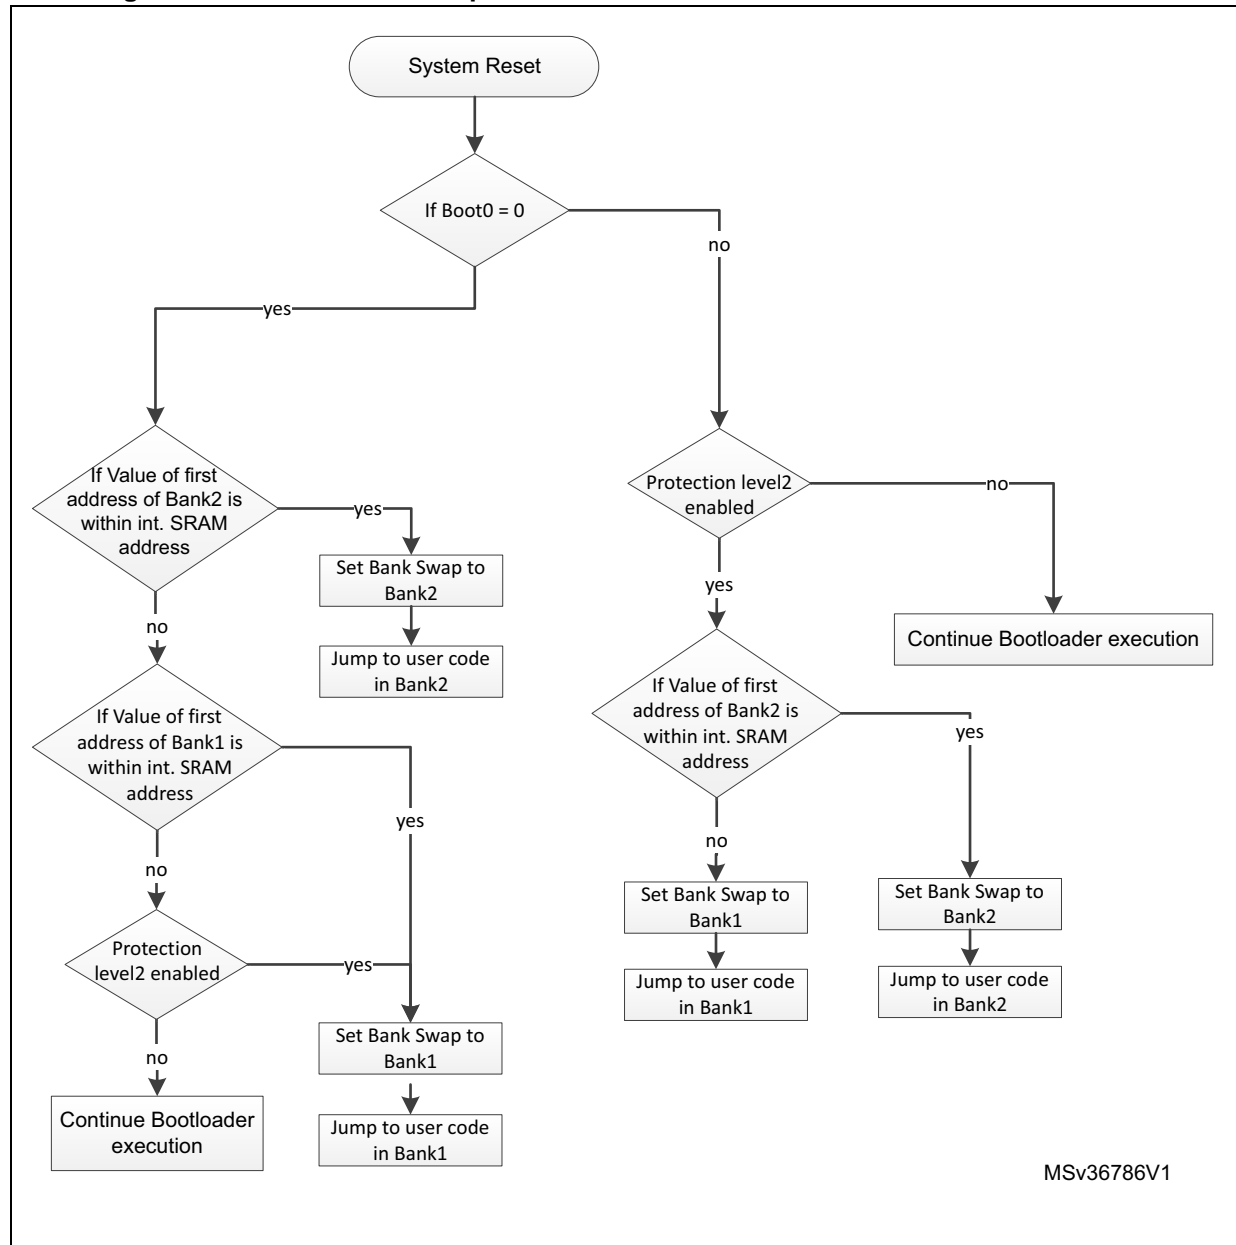 System Reset
If Boot0 = 0
no
yes
If Value of first
address of Bank2 is
within int. SRAM
address
yes
Set Bank Swap to
Bank2
Jump to user code
in Bank2
no
If Value of first
address of Bank1 is
within int. SRAM
address
yes
no
Protection
level2 enabled
yes
Set Bank Swap to
Bank1
Jump to user code
in Bank1
no
Continue Bootloader
execution
Protection level2
enabled
no
Continue Bootloader execution
yes
If Value of first
address of Bank2 is
within int. SRAM
address
yes
no
Set Bank Swap to
Bank1
Jump to user code
in Bank1
Set Bank Swap to
Bank2
Jump to user code
in Bank2
MSv36786V1